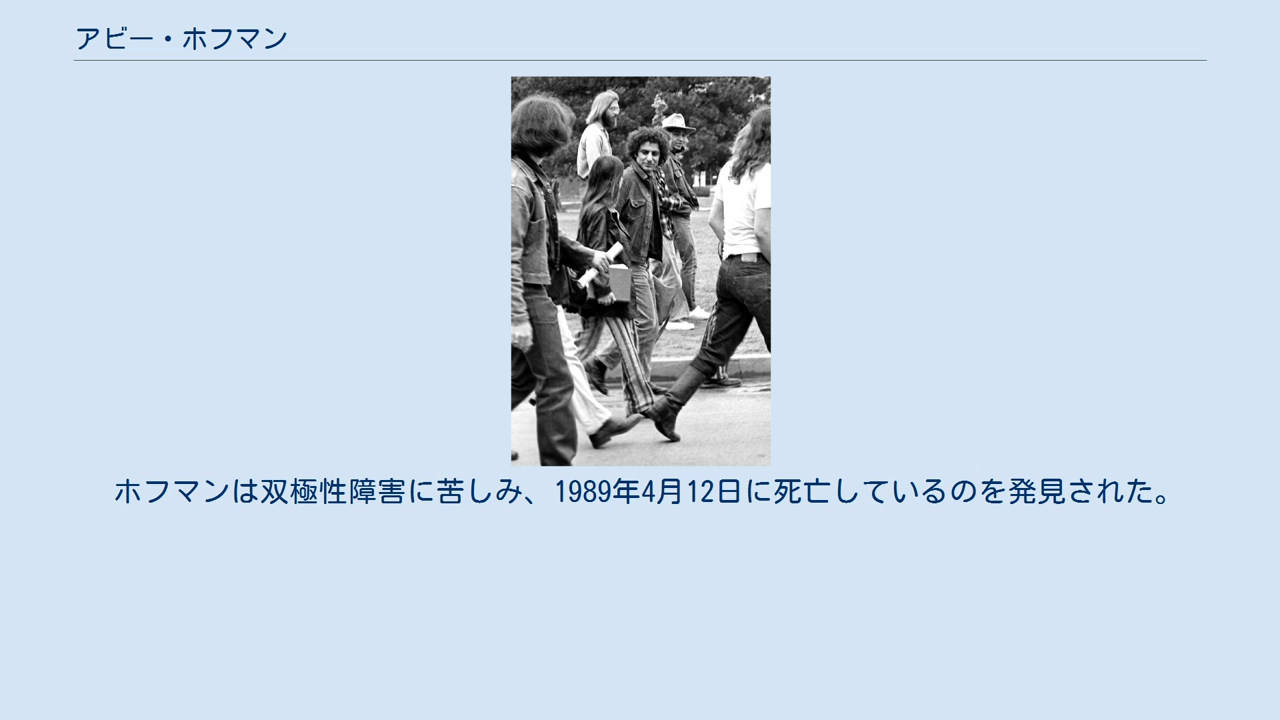 アビー・ホフマン
ホフマンは双極性障害に苦しみ、1989年4月12日に死亡しているのを発見された。